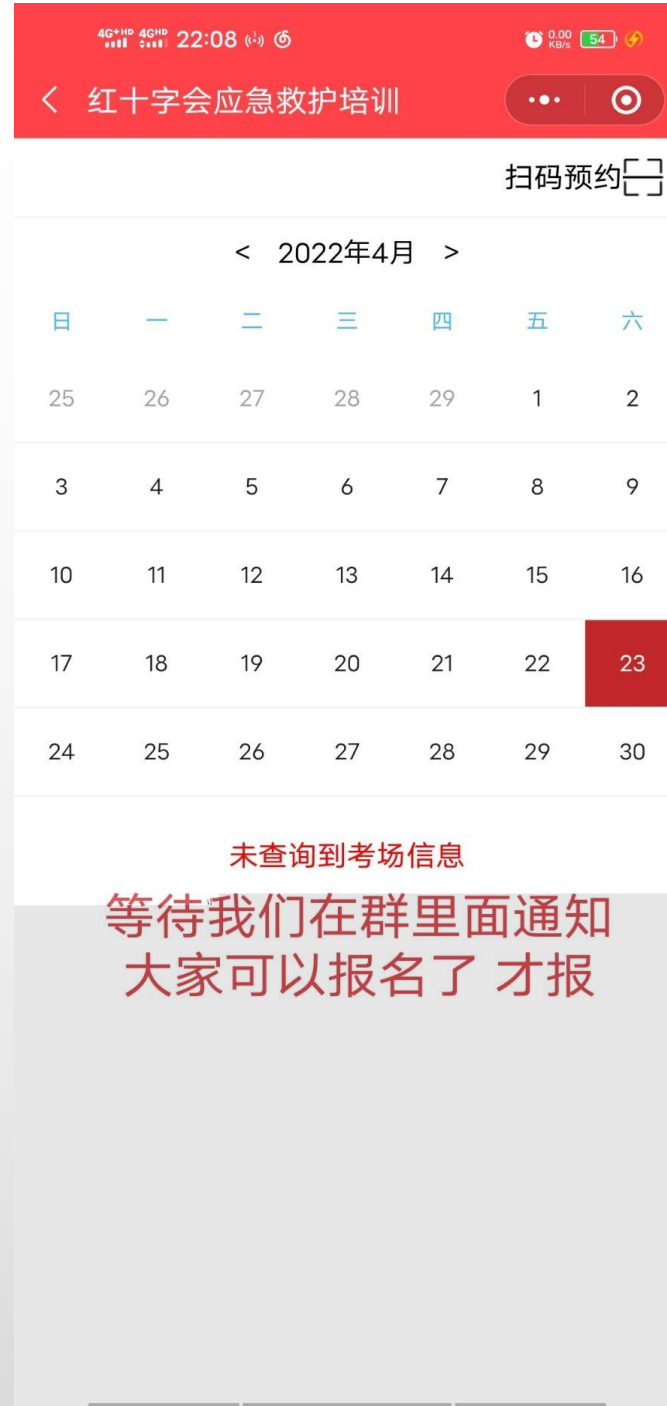 4G+HD 4GHD 22:08 0.00 KB/s 54
红十字会应急救护培训
扫码预约
< 2022年4月 >
日 一 二 三 四 五 六
25 26 27 28 29 1 2
3 4 5 6 7 8 9
10 11 12 13 14 15 16
17 18 19 20 21 22 23
24 25 26 27 28 29 30
未查询到考场信息
等待我们在群里面通知
大家可以报名了 才报